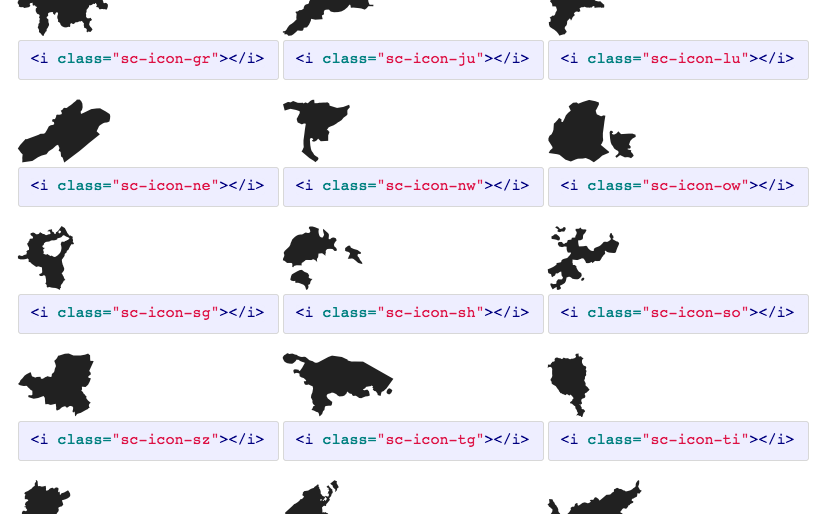 <i class="sc-icon-gr"></i>
<i class="sc-icon-ju"></i>
<i class="sc-icon-lu"></i>
<i class="sc-icon-ne"></i>
<i class="sc-icon-nw"></i>
<i class="sc-icon-ow"></i>
<i class="sc-icon-sg"></i>
<i class="sc-icon-sh"></i>
<i class="sc-icon-so"></i>
<i class="sc-icon-sz"></i>
<i class="sc-icon-tg"></i>
<i class="sc-icon-ti"></i>